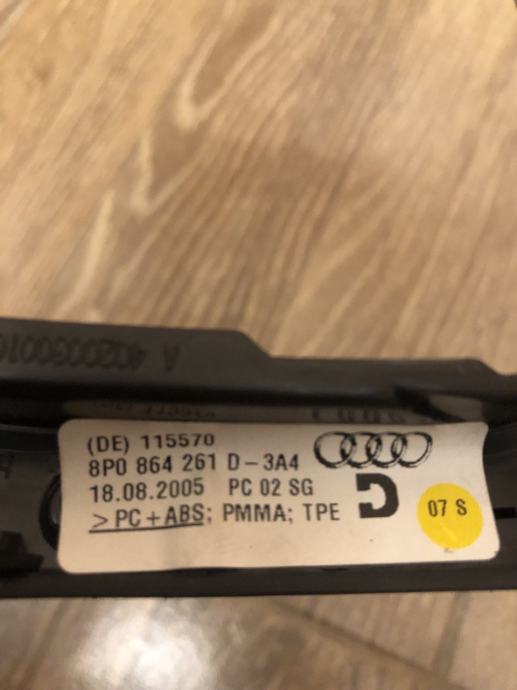 (DE) 115570
8P0 864 261 D-3A4
18.08.2005 PC 02 SG
>PC+ABS; PMMA; TPE
07 S